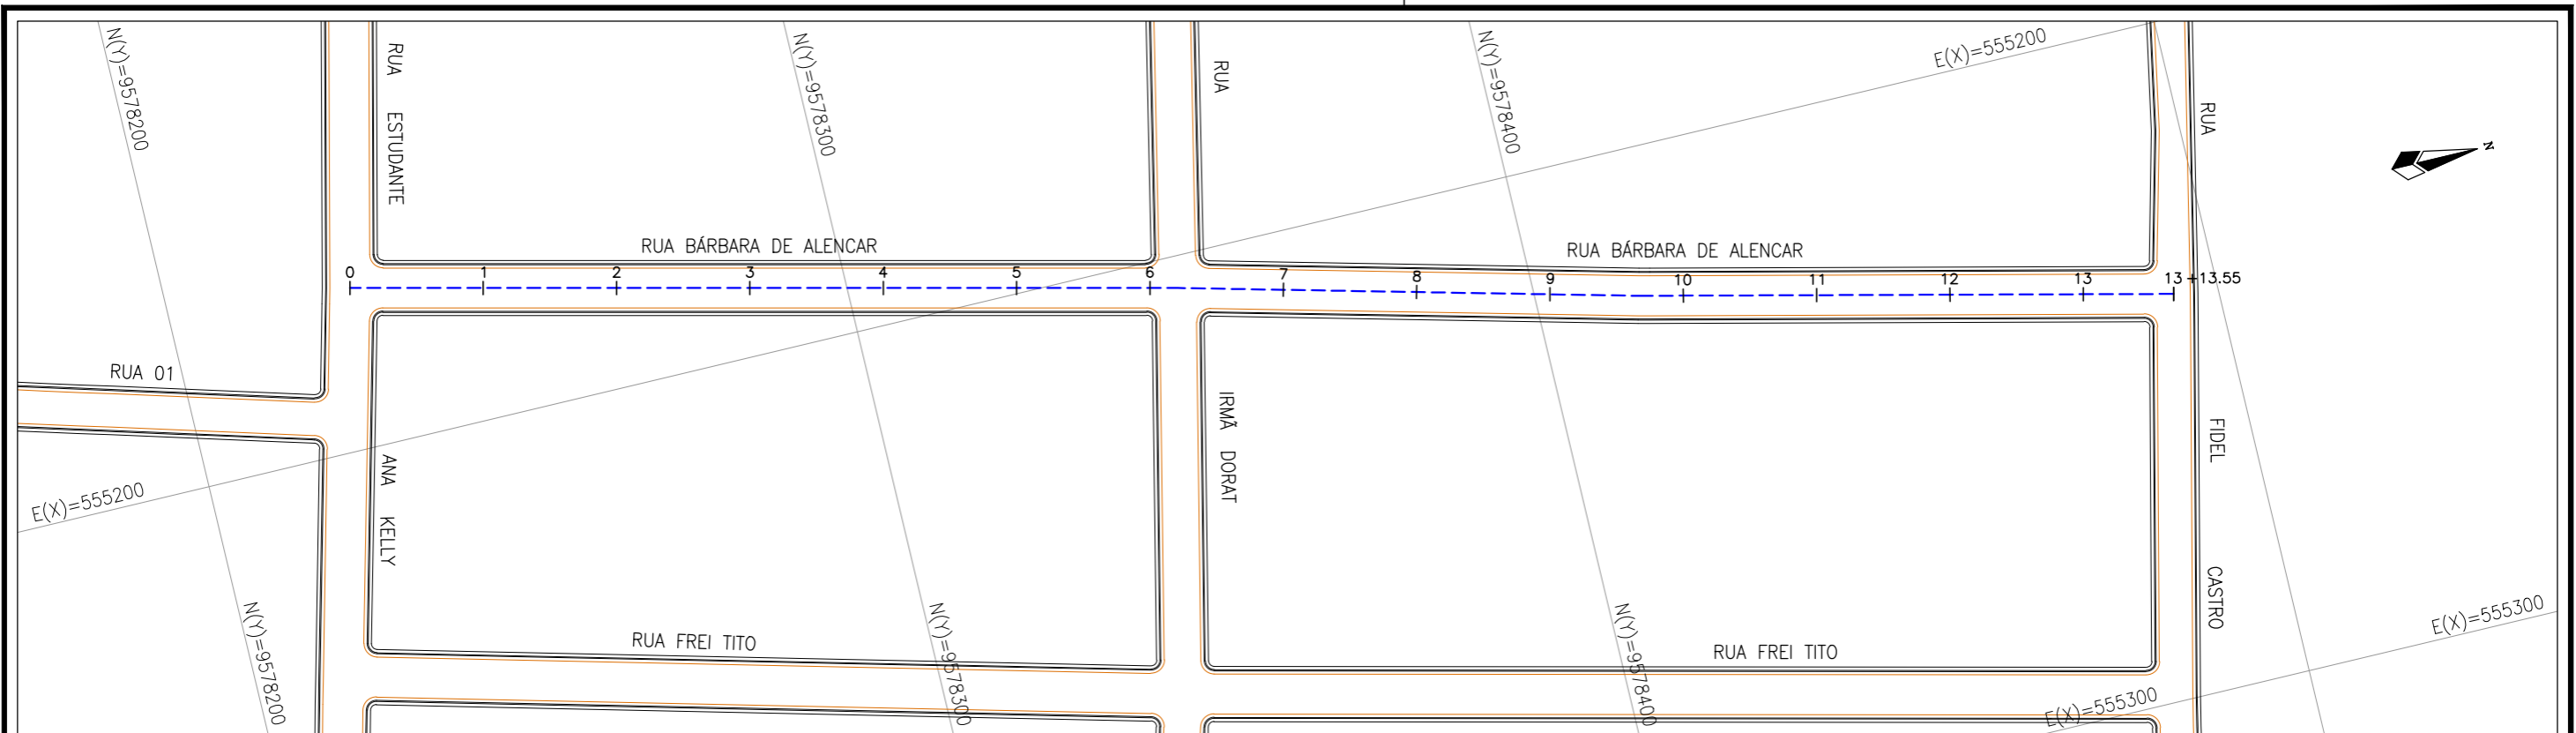 N(Y)=9578200
RUA ESTUDANTE
N(Y)=9578300
RUA
N(Y)=9578400
E(X)=555200
RUA
N
RUA BÁRBARA DE ALENCAR
RUA BÁRBARA DE ALENCAR
0 1 2 3 4 5 6 7 8 9 10 11 12 13 13+13.55
RUA 01
ANA KELLY
IRMÃ DORAT
FIDEL
CASTRO
E(X)=555200
N(Y)=9578200
RUA FREI TITO
N(Y)=9578300
N(Y)=9578400
RUA FREI TITO
E(X)=555300
E(X)=555300